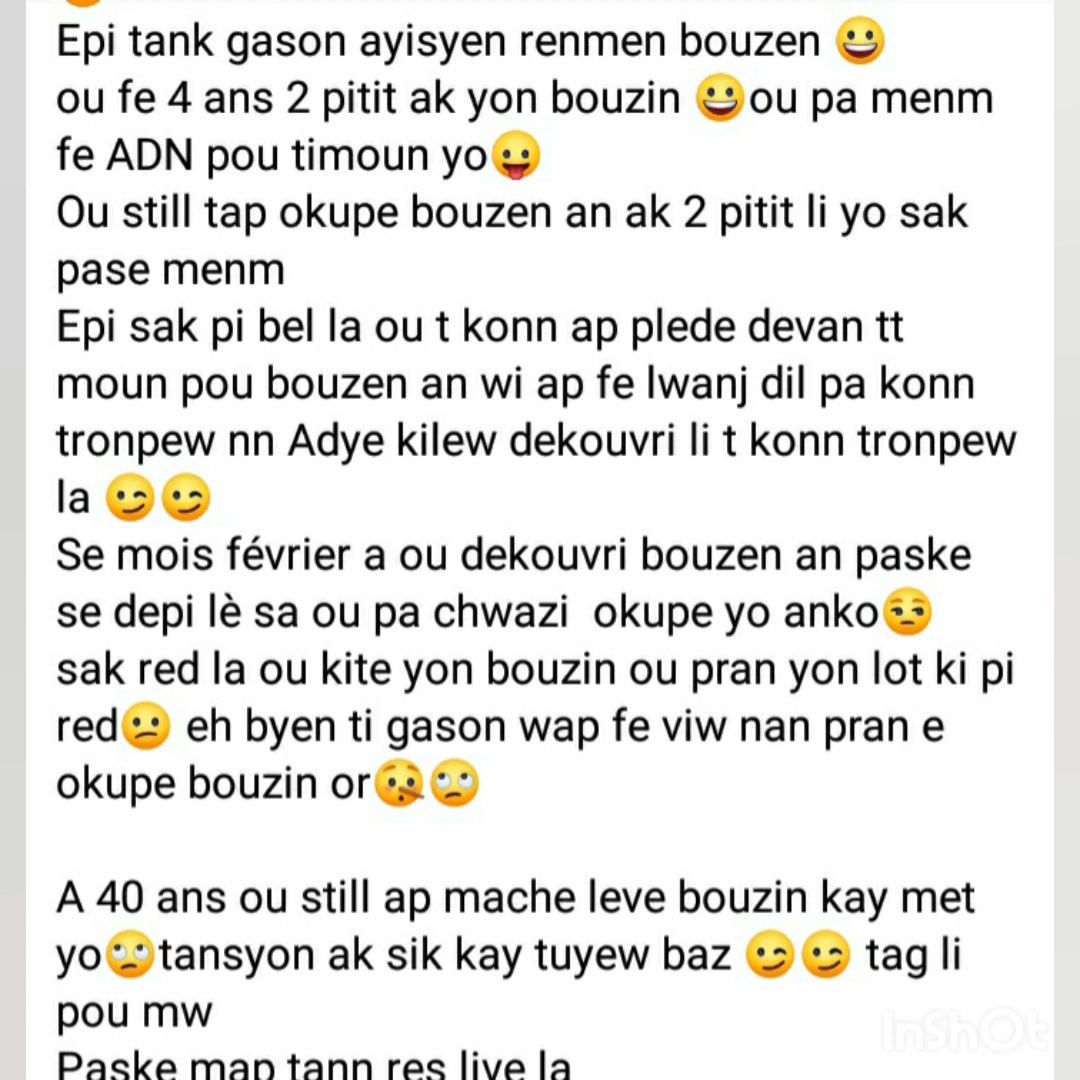 Epi tank gason ayisyen renmen bouzen 😀
ou fe 4 ans 2 pitit ak yon bouzin 😀ou pa menm
fe ADN pou timoun yo😛
Ou still tap okupe bouzen an ak 2 pitit li yo sak
pase menm
Epi sak pi bel la ou t konn ap plede devan tt
moun pou bouzen an wi ap fe lwanj dil pa konn
tronpew nn Adye kilew dekouvri li t konn tronpew
la 😏😏
Se mois février a ou dekouvri bouzen an paske
se depi lè sa ou pa chwazi  okupe yo anko😒
sak red la ou kite yon bouzin ou pran yon lot ki pi
red😕 eh byen ti gason wap fe viw nan pran e
okupe bouzin or🤥🙄
A 40 ans ou still ap mache leve bouzin kay met
yo🙄tansyon ak sik kay tuyew baz 😏😏 tag li
pou mw
Paske map tann res live la
InShOt